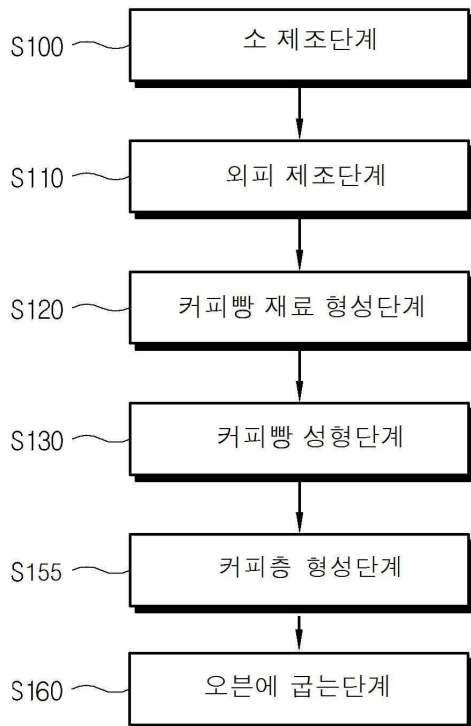 S100 소 제조단계
S110 외피 제조단계
S120 커피빵 재료 형성단계
S130 커피빵 성형단계
S155 커피층 형성단계
S160 오븐에 굽는단계